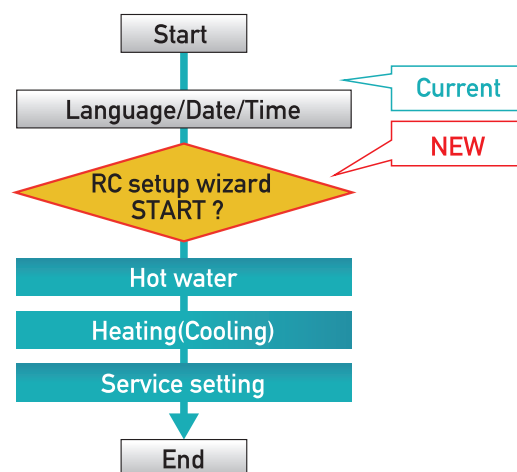 Start
Current
Language/Date/Time
NEW
RC setup wizard
START ?
Hot water
Heating(Cooling)
Service setting
End